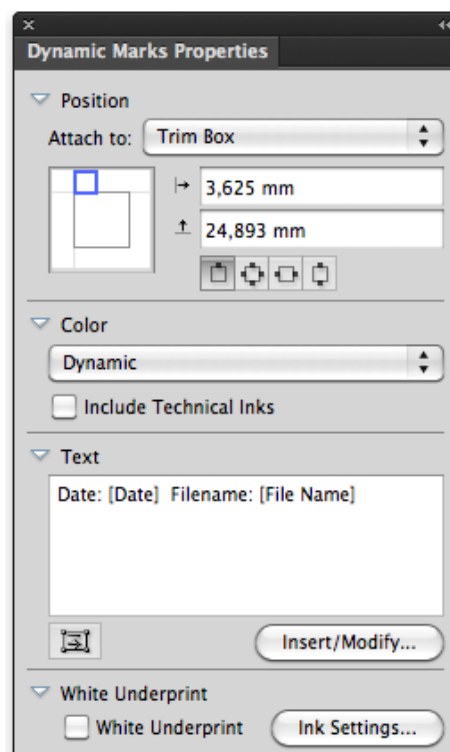 Dynamic Marks Properties
Position
Attach to: Trim Box
3,625 mm
24,893 mm
Color
Dynamic
Include Technical Inks
Text
Date: [Date]  Filename: [File Name]
Insert/Modify...
White Underprint
White Underprint Ink Settings...